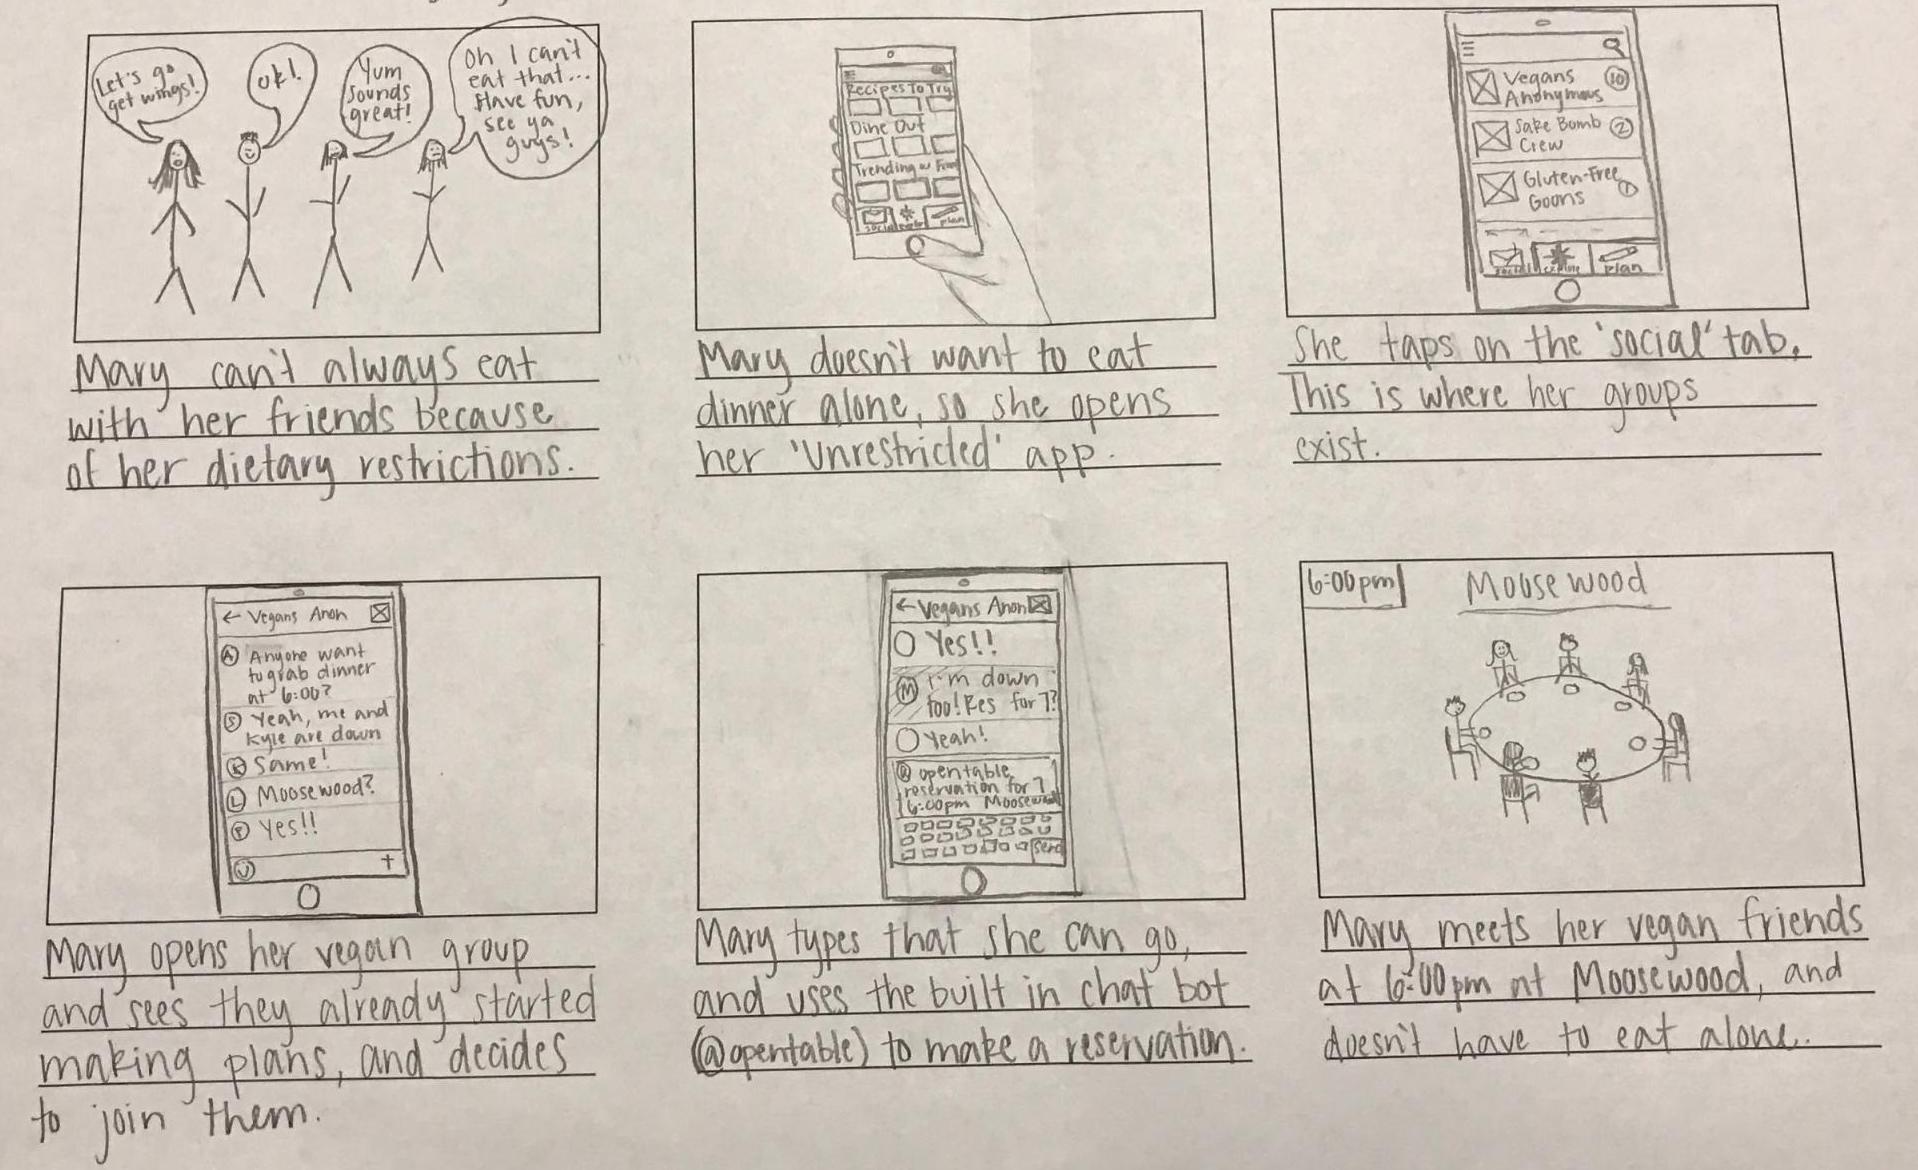 Let's go
get wings!
ok!
Yum
sounds
great!
Oh I can't
eat that...
Have fun,
see ya
guys!
Mary can't always eat
with her friends because
of her dietary restrictions.
Recipes To Try
Dine Out
Trending
social
plan
Mary doesn't want to eat
dinner alone, so she opens
her 'Unrestricted' app.
Vegans
Anonymous
10
Sake Bomb
Crew
2
Gluten-Free
Goons
1
social explore plan
She taps on the 'social' tab.
This is where her groups
exist.
← Vegans Anon
A Anyone want
to grab dinner
at 6:00?
S Yeah, me and
Kyle are down
K Same!
L Moosewood?
Yes!!
+
Mary opens her vegan group
and sees they already started
making plans, and decides
to join them.
← Vegans Anon
Yes!!
M I'm down
too! Res for 7?
Yeah!
@ opentable
reservation for 7
6:00pm Moosewood
send
Mary types that she can go,
and uses the built in chat bot
(@opentable) to make a reservation.
6:00pm
Moosewood
Mary meets her vegan friends
at 6:00pm at Moosewood, and
doesn't have to eat alone.